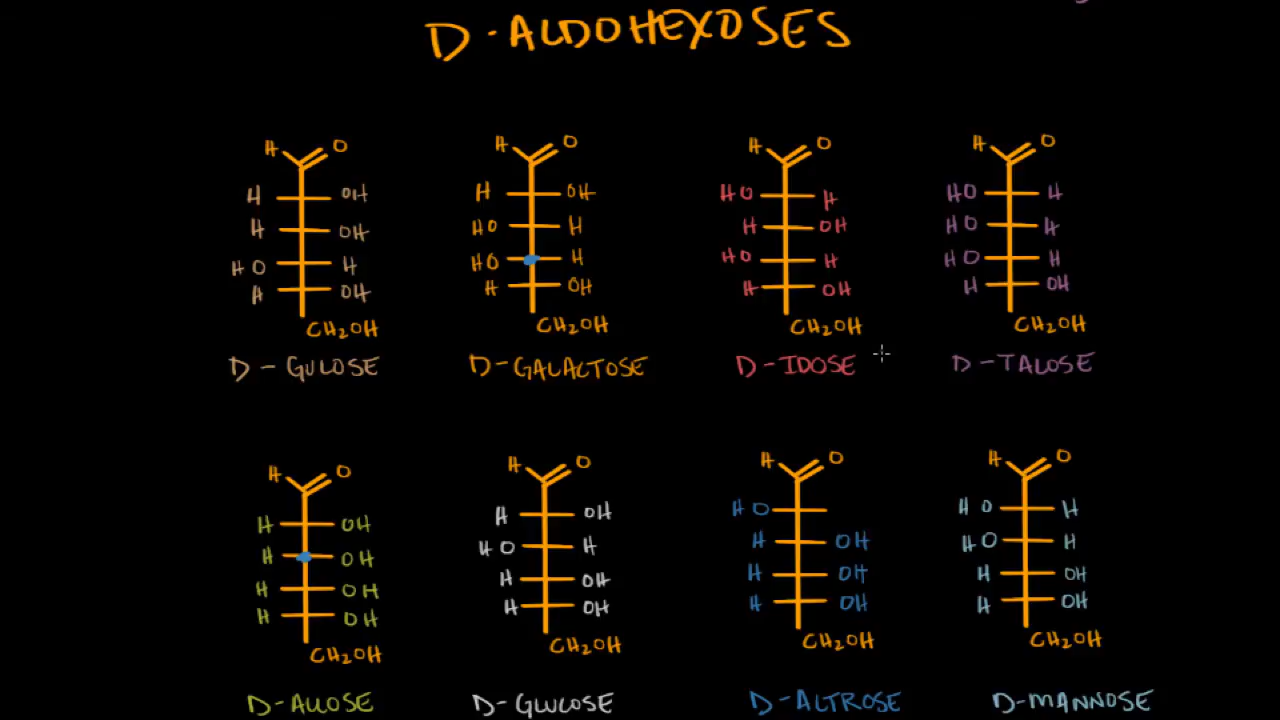 D-ALDOHEXOSES
H O H O H O H O
H OH H OH HO H HO H
H OH HO H H OH HO H
HO H HO H HO H HO H
H OH H OH H OH H OH
CH2OH CH2OH CH2OH CH2OH
D-GULOSE D-GALACTOSE D-IDOSE D-TALOSE
H O H O H O H O
H OH H OH HO HO H
H OH HO H H OH HO H
H OH H OH H OH H OH
H OH H OH H OH H OH
CH2OH CH2OH CH2OH CH2OH
D-ALLOSE D-GLUCOSE D-ALTROSE D-MANNOSE